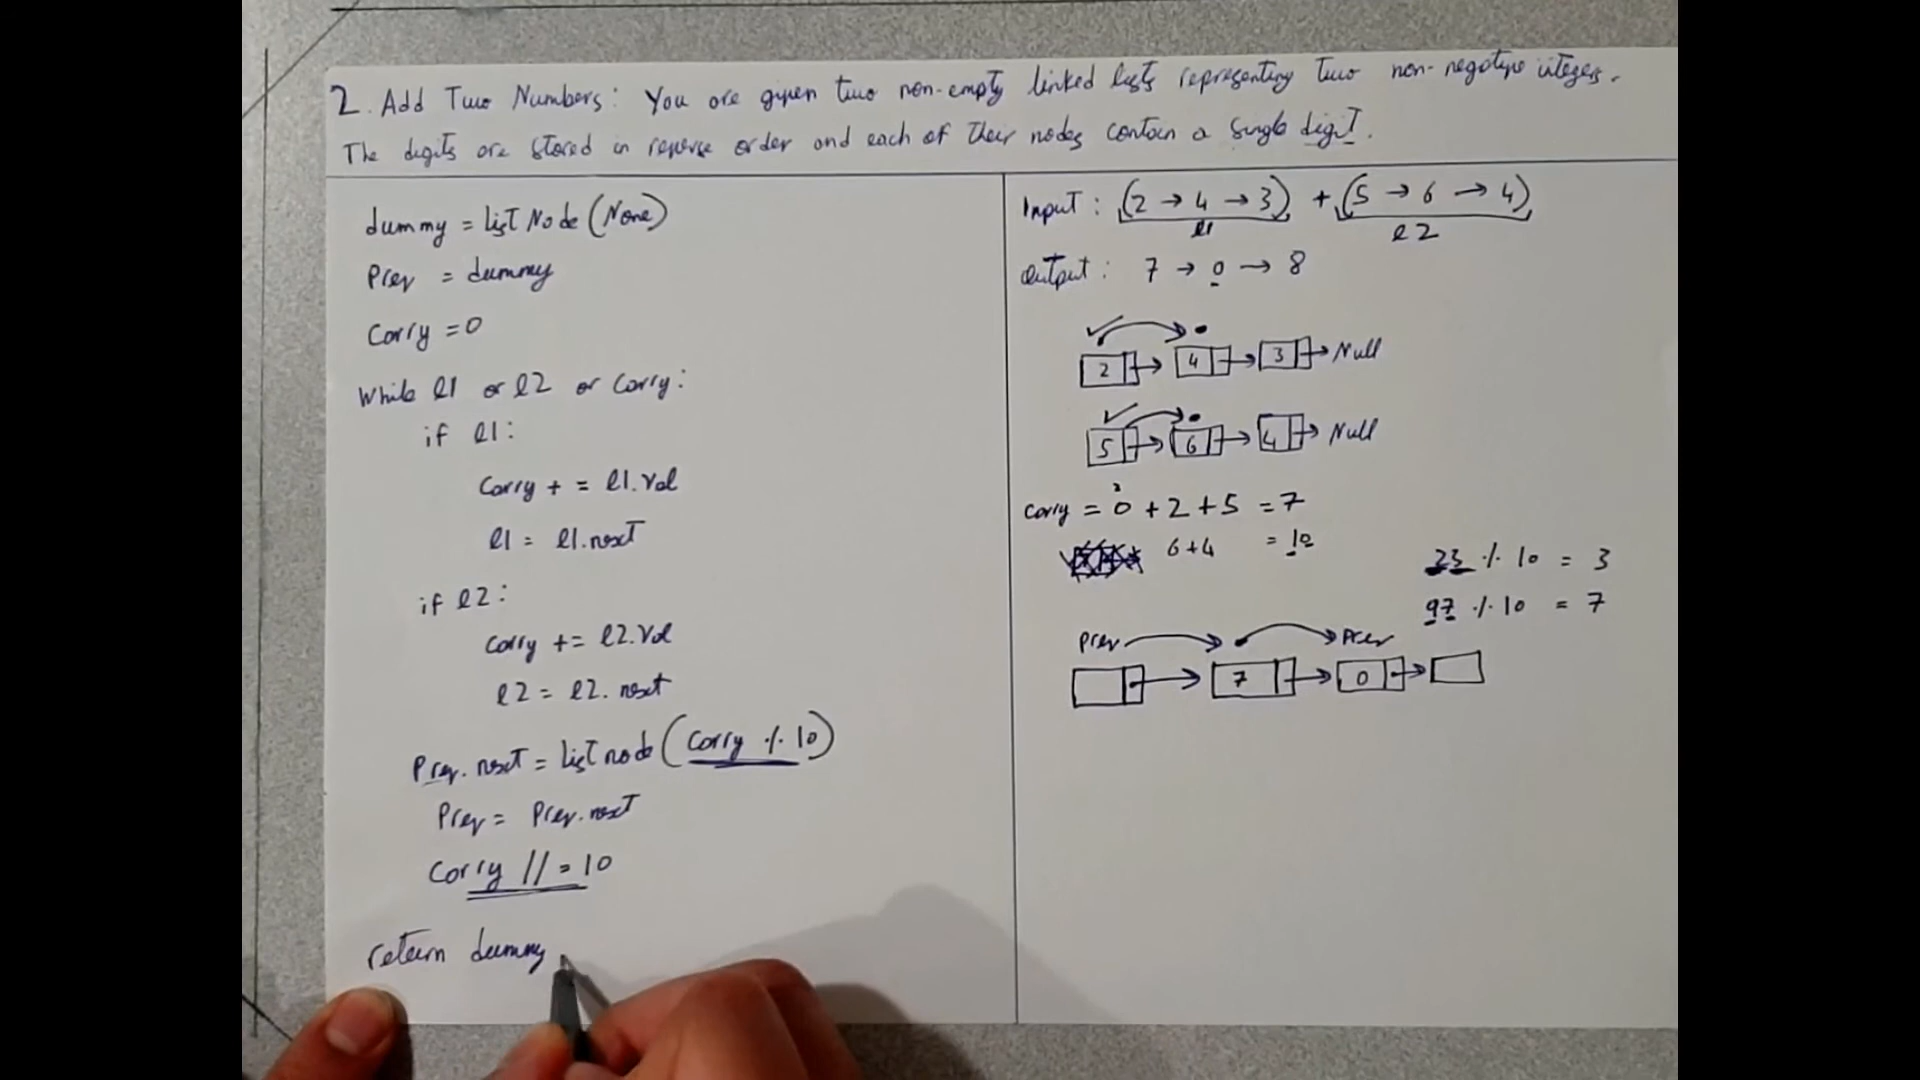 2. Add Two Numbers: You are given two non-empty linked lists representing two non-negative integers.
The digits are stored in reverse order and each of their nodes contain a single digit.
dummy = list Node (None)
Prev = dummy
Carry = 0
While l1 or l2 or Carry:
if l1:
Carry + = l1.val
l1 = l1.next
if l2:
Carry += l2.val
l2 = l2.next
Prev.next = list node (Carry % 10)
Prev = Prev.next
Carry // = 10
return dummy
Input: (2 → 4 → 3) + (5 → 6 → 4)
l1 l2
Output: 7 → 0 → 8
2 → 4 → 3 → Null
5 → 6 → 4 → Null
Carry = 0 + 2 + 5 = 7
6+4 = 10
23 % 10 = 3
97 % 10 = 7
Prev Prev
7 0